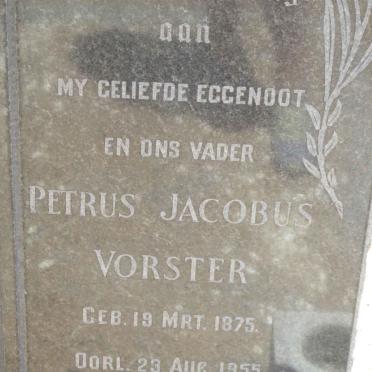 aan
MY GELIEFDE EGGENOOT
EN ONS VADER
PETRUS JACOBUS
VORSTER
GEB. 19 MRT. 1875.
OORL. 23 AUG. 1955.